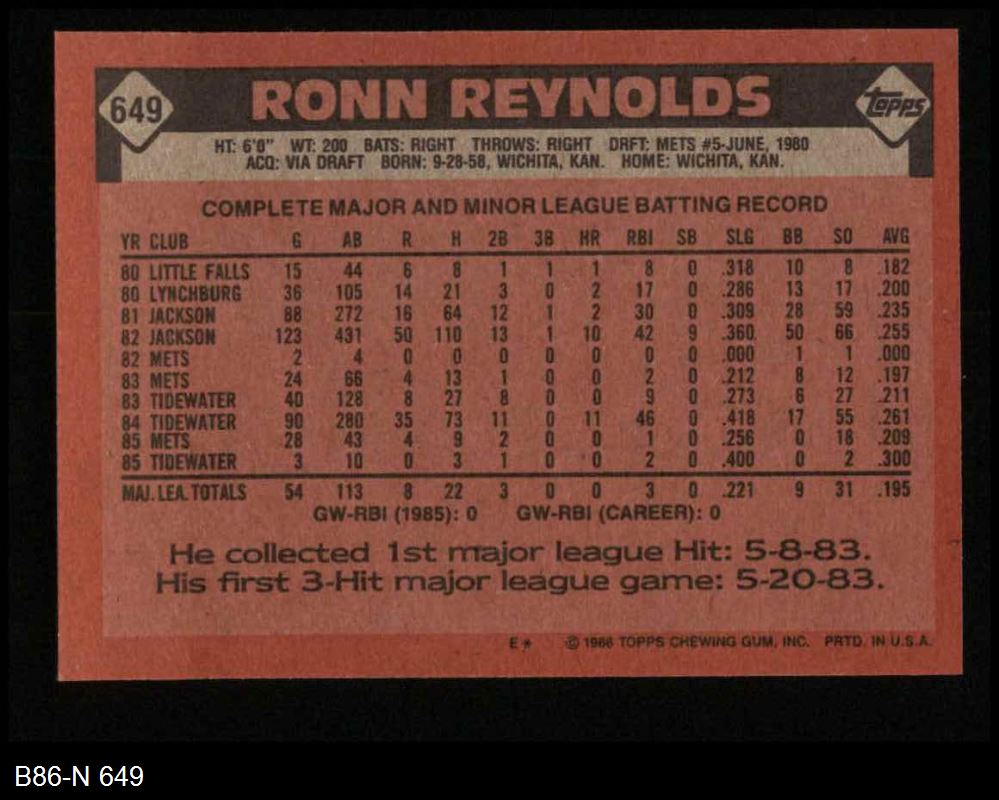 649
RONN REYNOLDS
Topps
HT: 6'0" WT: 200 BATS: RIGHT THROWS: RIGHT DRFT: METS #5-JUNE, 1980
ACQ: VIA DRAFT BORN: 9-28-58, WICHITA, KAN. HOME: WICHITA, KAN.
COMPLETE MAJOR AND MINOR LEAGUE BATTING RECORD
YR CLUB G AB R H 2B 3B HR RBI SB SLG BB SO AVG
80 LITTLE FALLS 15 44 6 8 1 1 1 8 0 .318 10 8 .182
80 LYNCHBURG 36 105 14 21 3 0 2 17 0 .286 13 17 .200
81 JACKSON 88 272 16 64 12 1 2 30 0 .309 28 59 .235
82 JACKSON 123 431 50 110 13 1 10 42 9 .360 50 66 .255
82 METS 2 4 0 0 0 0 0 0 0 .000 1 1 .000
83 METS 24 66 4 13 1 0 0 2 0 .212 8 12 .197
83 TIDEWATER 40 128 8 27 8 0 0 9 0 .273 6 27 .211
84 TIDEWATER 90 280 35 73 11 0 11 46 0 .418 17 55 .261
85 METS 28 43 4 9 2 0 0 1 0 .256 0 18 .209
85 TIDEWATER 3 10 0 3 1 0 0 2 0 .400 0 2 .300
MAJ. LEA. TOTALS 54 113 8 22 3 0 0 3 0 .221 9 31 .195
GW-RBI (1985): 0 GW-RBI (CAREER): 0
He collected 1st major league Hit: 5-8-83.
His first 3-Hit major league game: 5-20-83.
E* © 1986 TOPPS CHEWING GUM, INC. PRTD. IN U.S.A.
B86-N 649